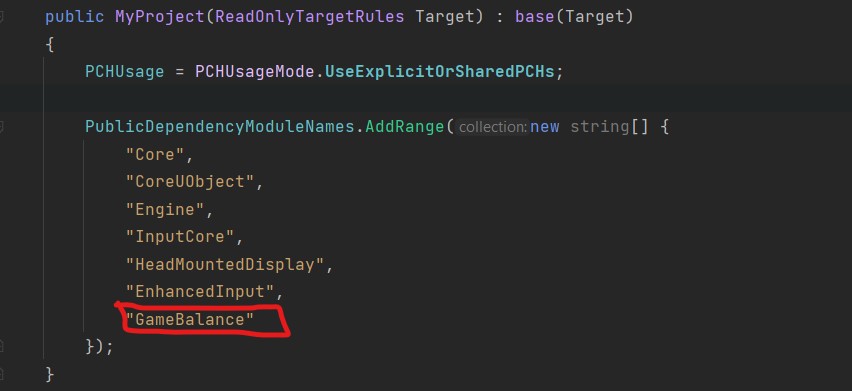 public MyProject(ReadOnlyTargetRules Target) : base(Target)
{
PCHUsage = PCHUsageMode.UseExplicitOrSharedPCHs;
PublicDependencyModuleNames.AddRange(collection:new string[] {
"Core",
"CoreUObject",
"Engine",
"InputCore",
"HeadMountedDisplay",
"EnhancedInput",
"GameBalance"
});
}